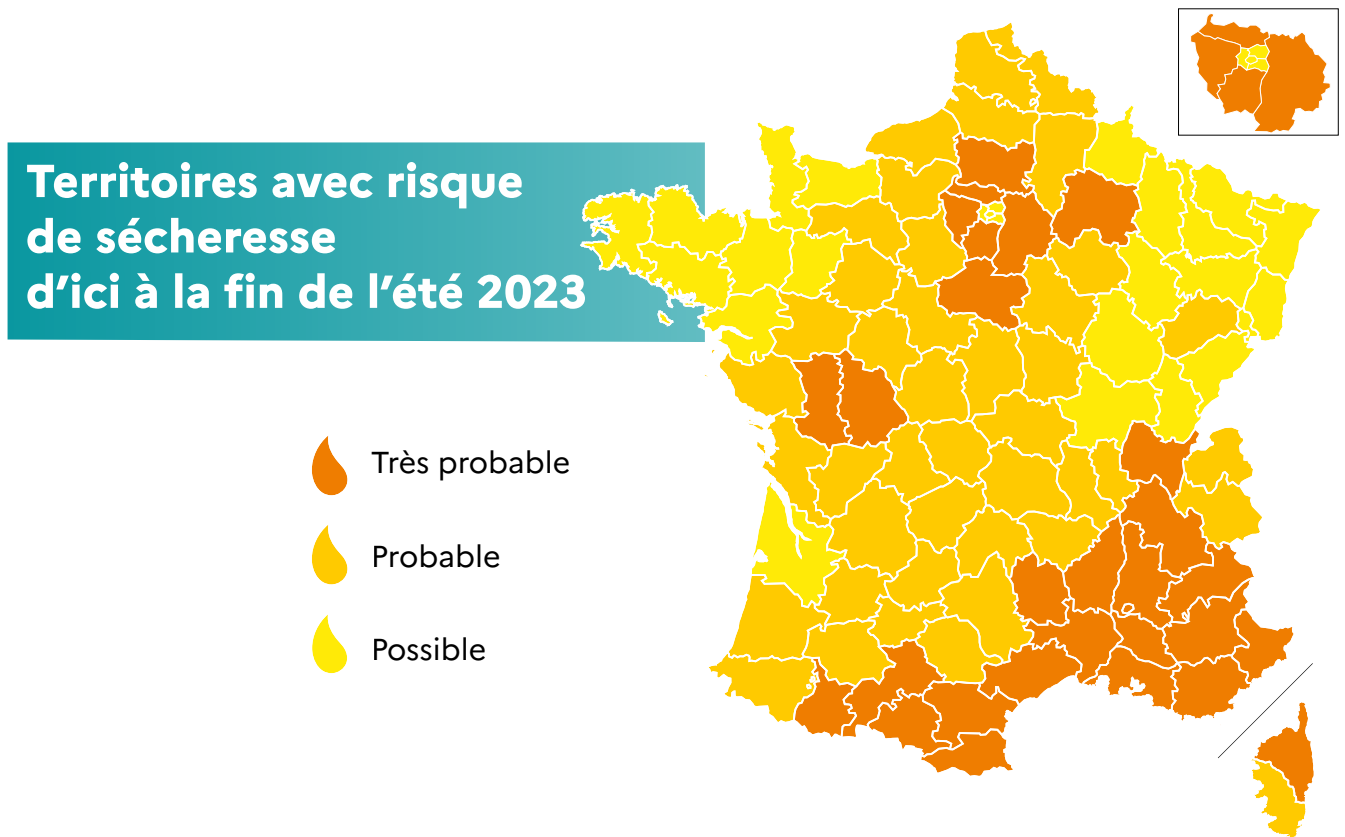 Territoires avec risque
de sécheresse
d'ici à la fin de l'été 2023
Très probable
Probable
Possible